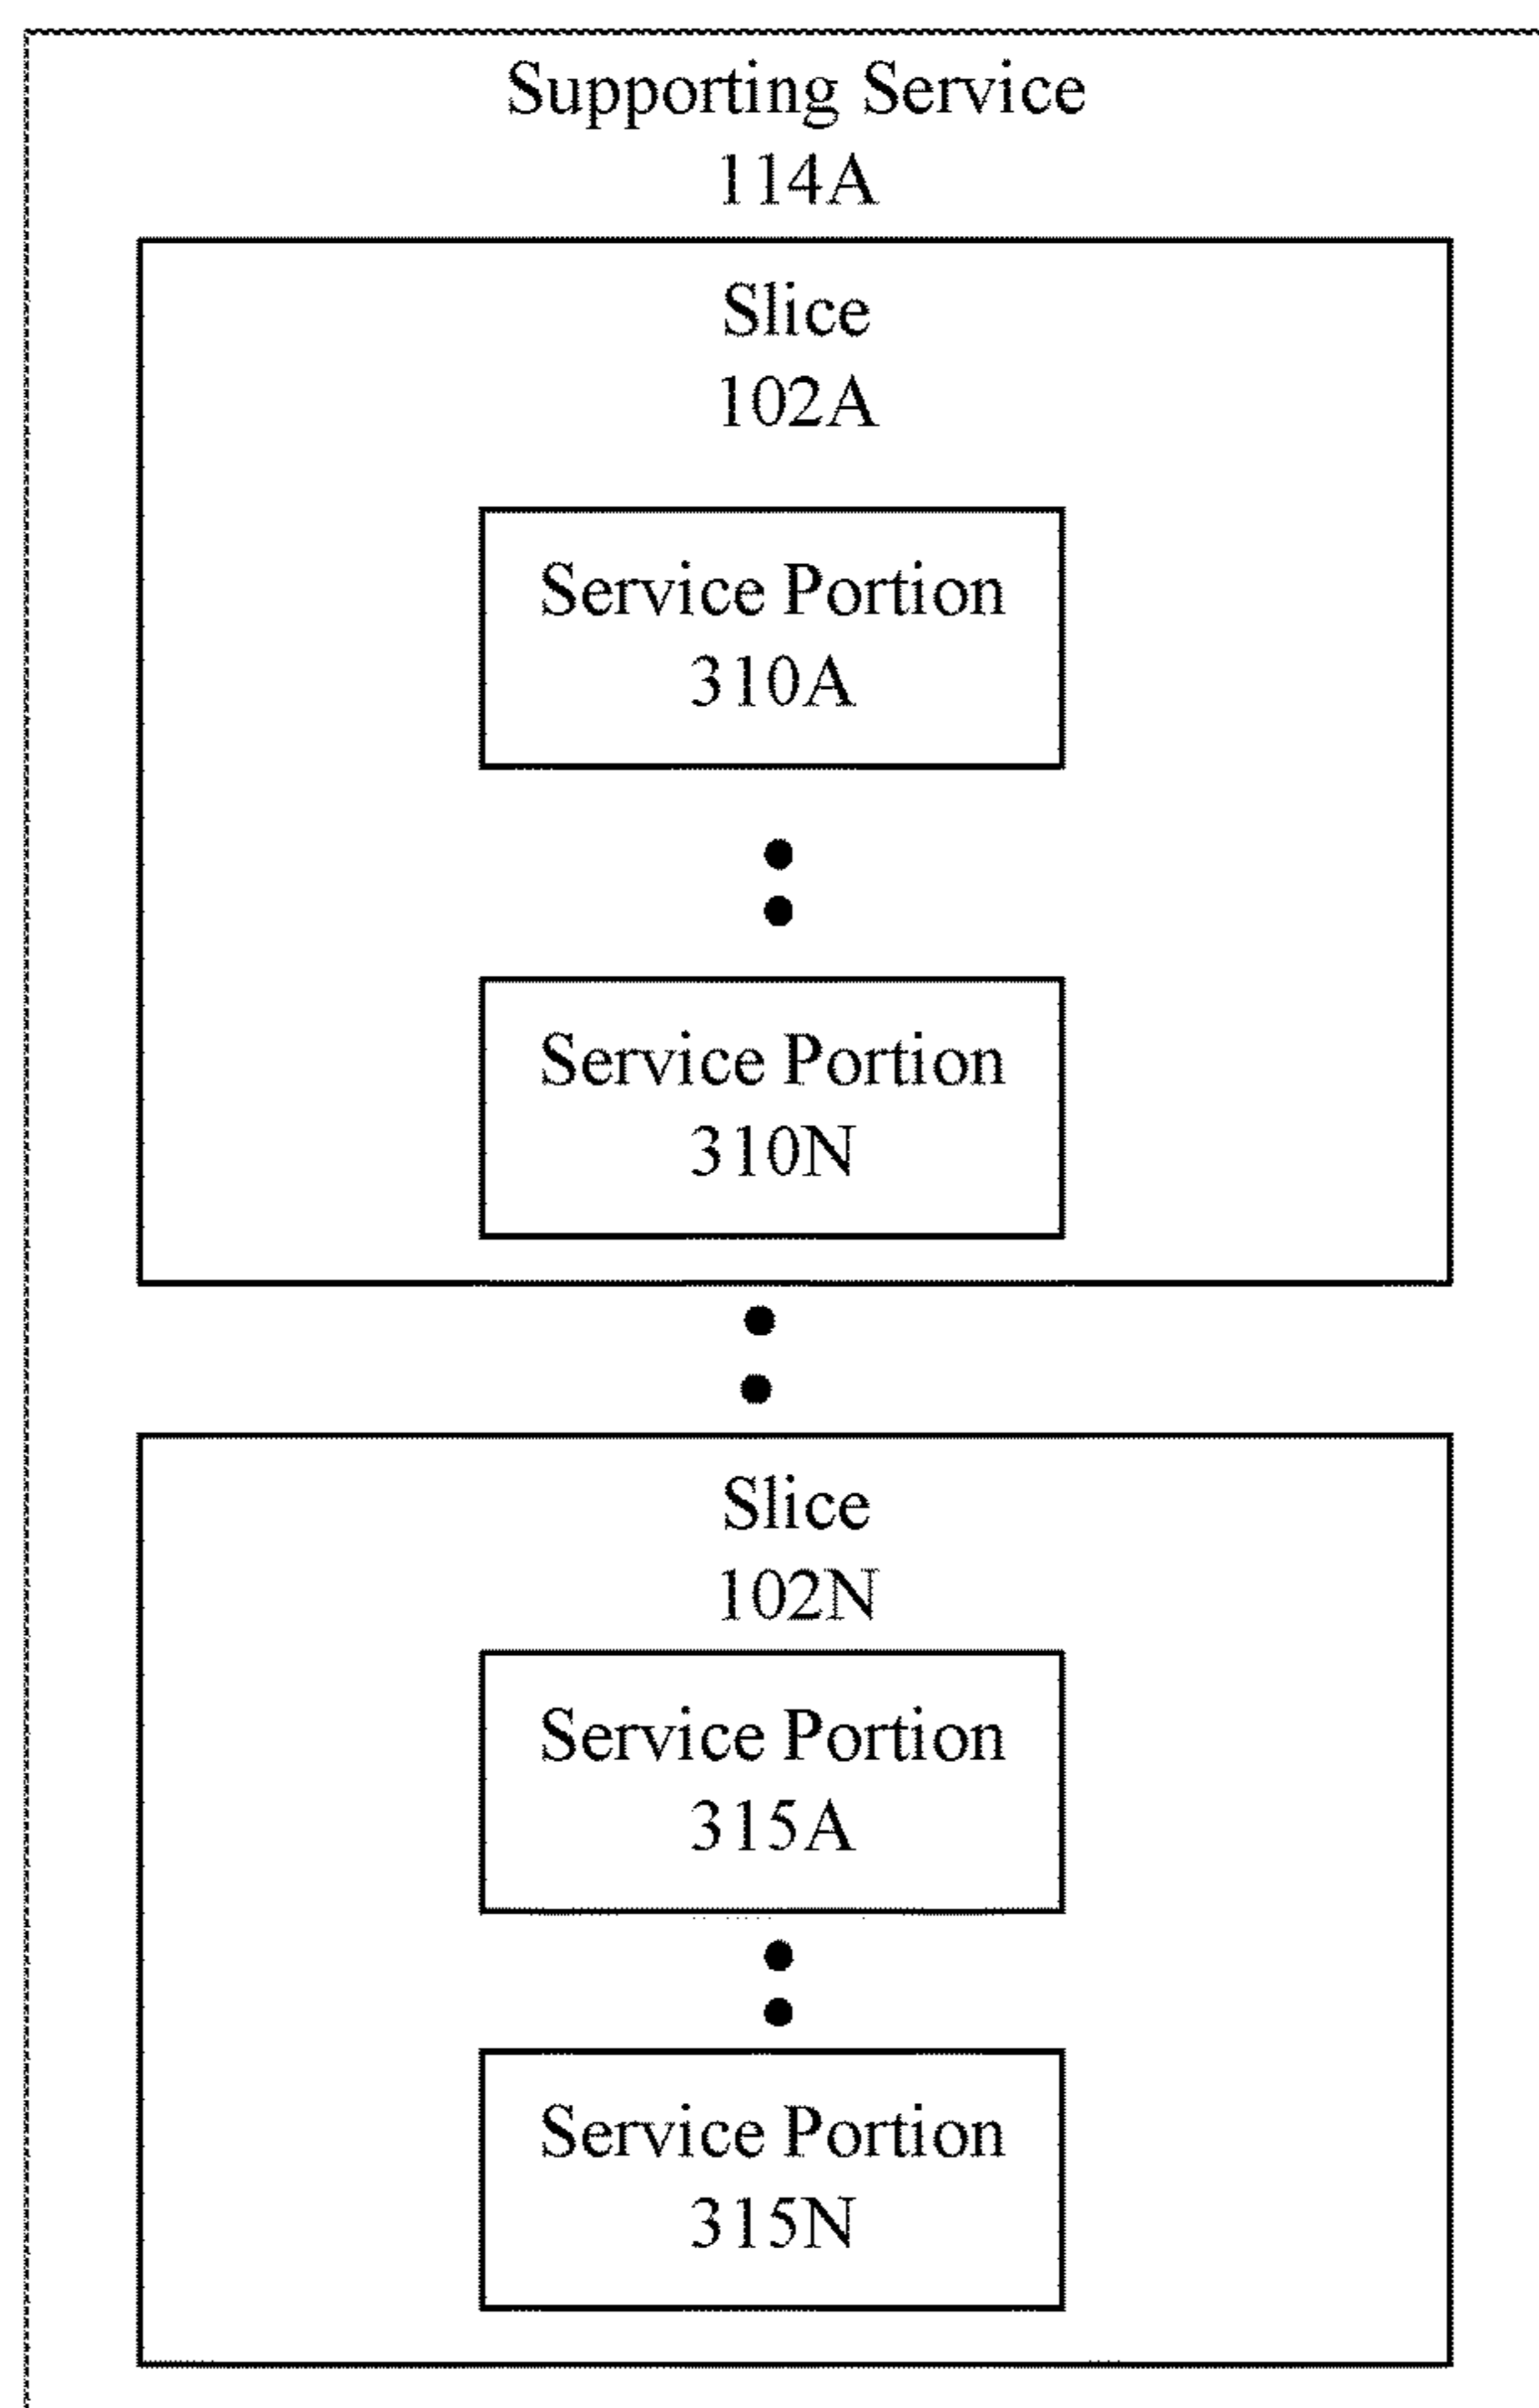 Supporting Service
114A
Slice
102A
Service Portion
310A
Service Portion
310N
Slice
102N
Service Portion
315A
Service Portion
315N